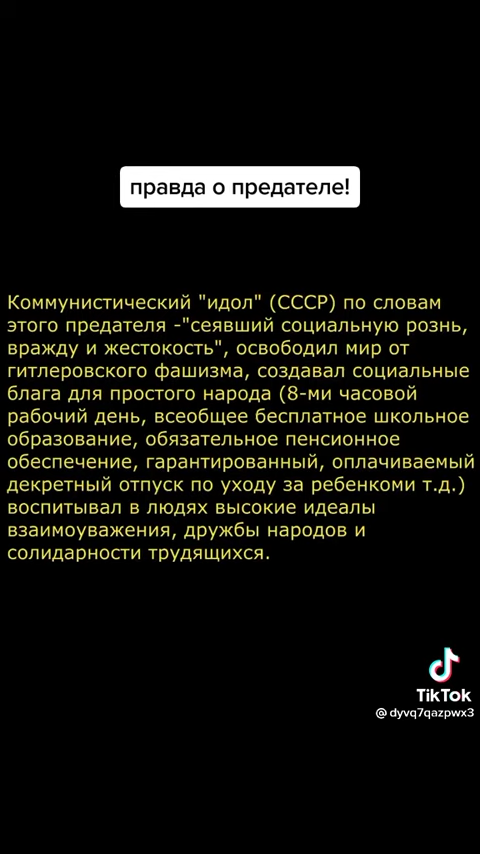 правда о предателе!
Коммунистический "идол" (СССР) по словам
этого предателя -"сеявший социальную рознь,
вражду и жестокость", освободил мир от
гитлеровского фашизма, создавал социальные
блага для простого народа (8-ми часовой
рабочий день, всеобщее бесплатное школьное
образование, обязательное пенсионное
обеспечение, гарантированный, оплачиваемый
декретный отпуск по уходу за ребенкоми т.д.)
воспитывал в людях высокие идеалы
взаимоуважения, дружбы народов и
солидарности трудящихся.
TikTok
@ dyvq7qazpwx3